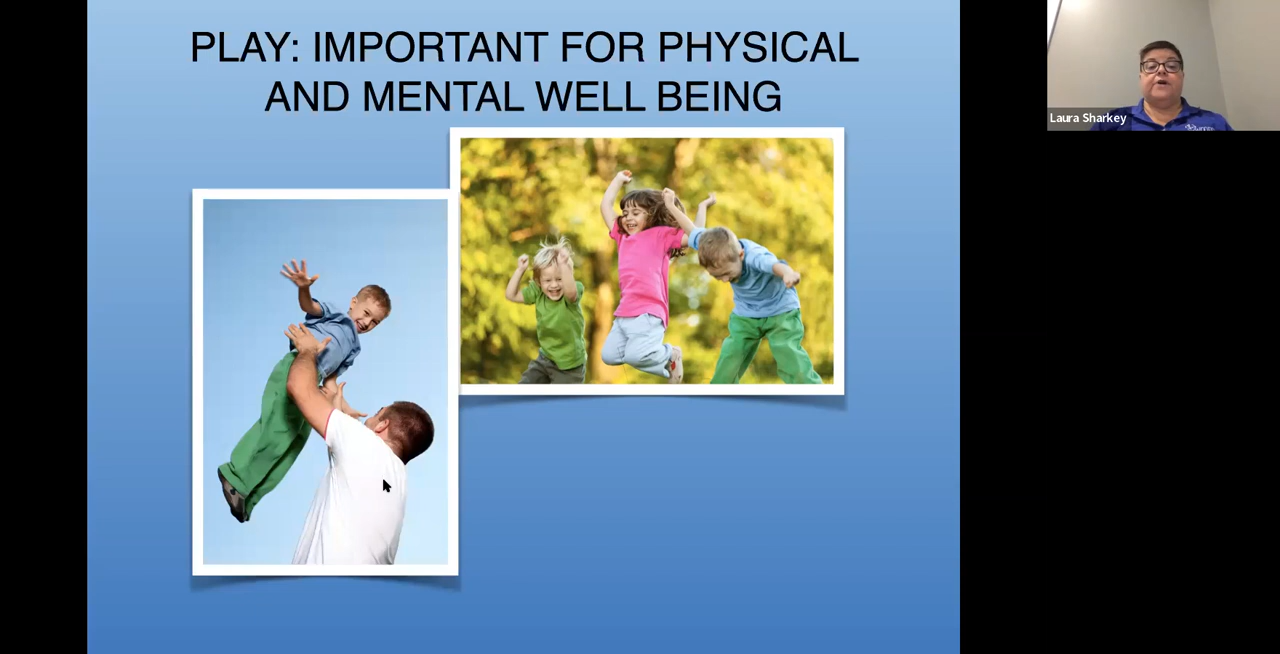 PLAY: IMPORTANT FOR PHYSICAL
AND MENTAL WELL BEING
Laura Sharkey